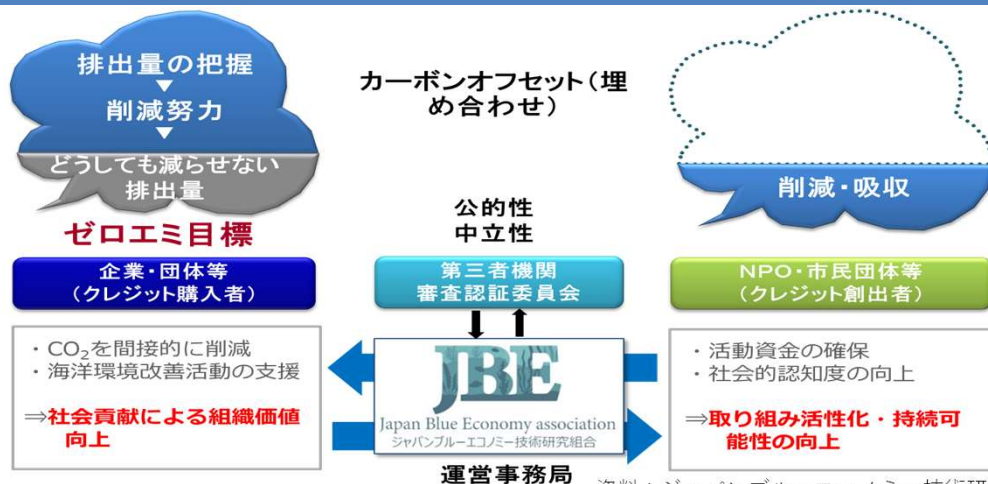 排出量の把握
削減努力
どうしても減らせない
排出量
ゼロエミ目標
カーボンオフセット(埋
め合わせ)
削減・吸収
公的性
中立性
企業・団体等
(クレジット購入者)
第三者機関
審査認証委員会
NPO・市民団体等
(クレジット創出者)
・CO₂を間接的に削減
・海洋環境改善活動の支援
⇒社会貢献による組織価値
向上
JBE
Japan Blue Economy association
ジャパンブルーエコノミー技術研究組合
運営事務局
・活動資金の確保
・社会的認知度の向上
⇒取り組み活性化・持続可
能性の向上